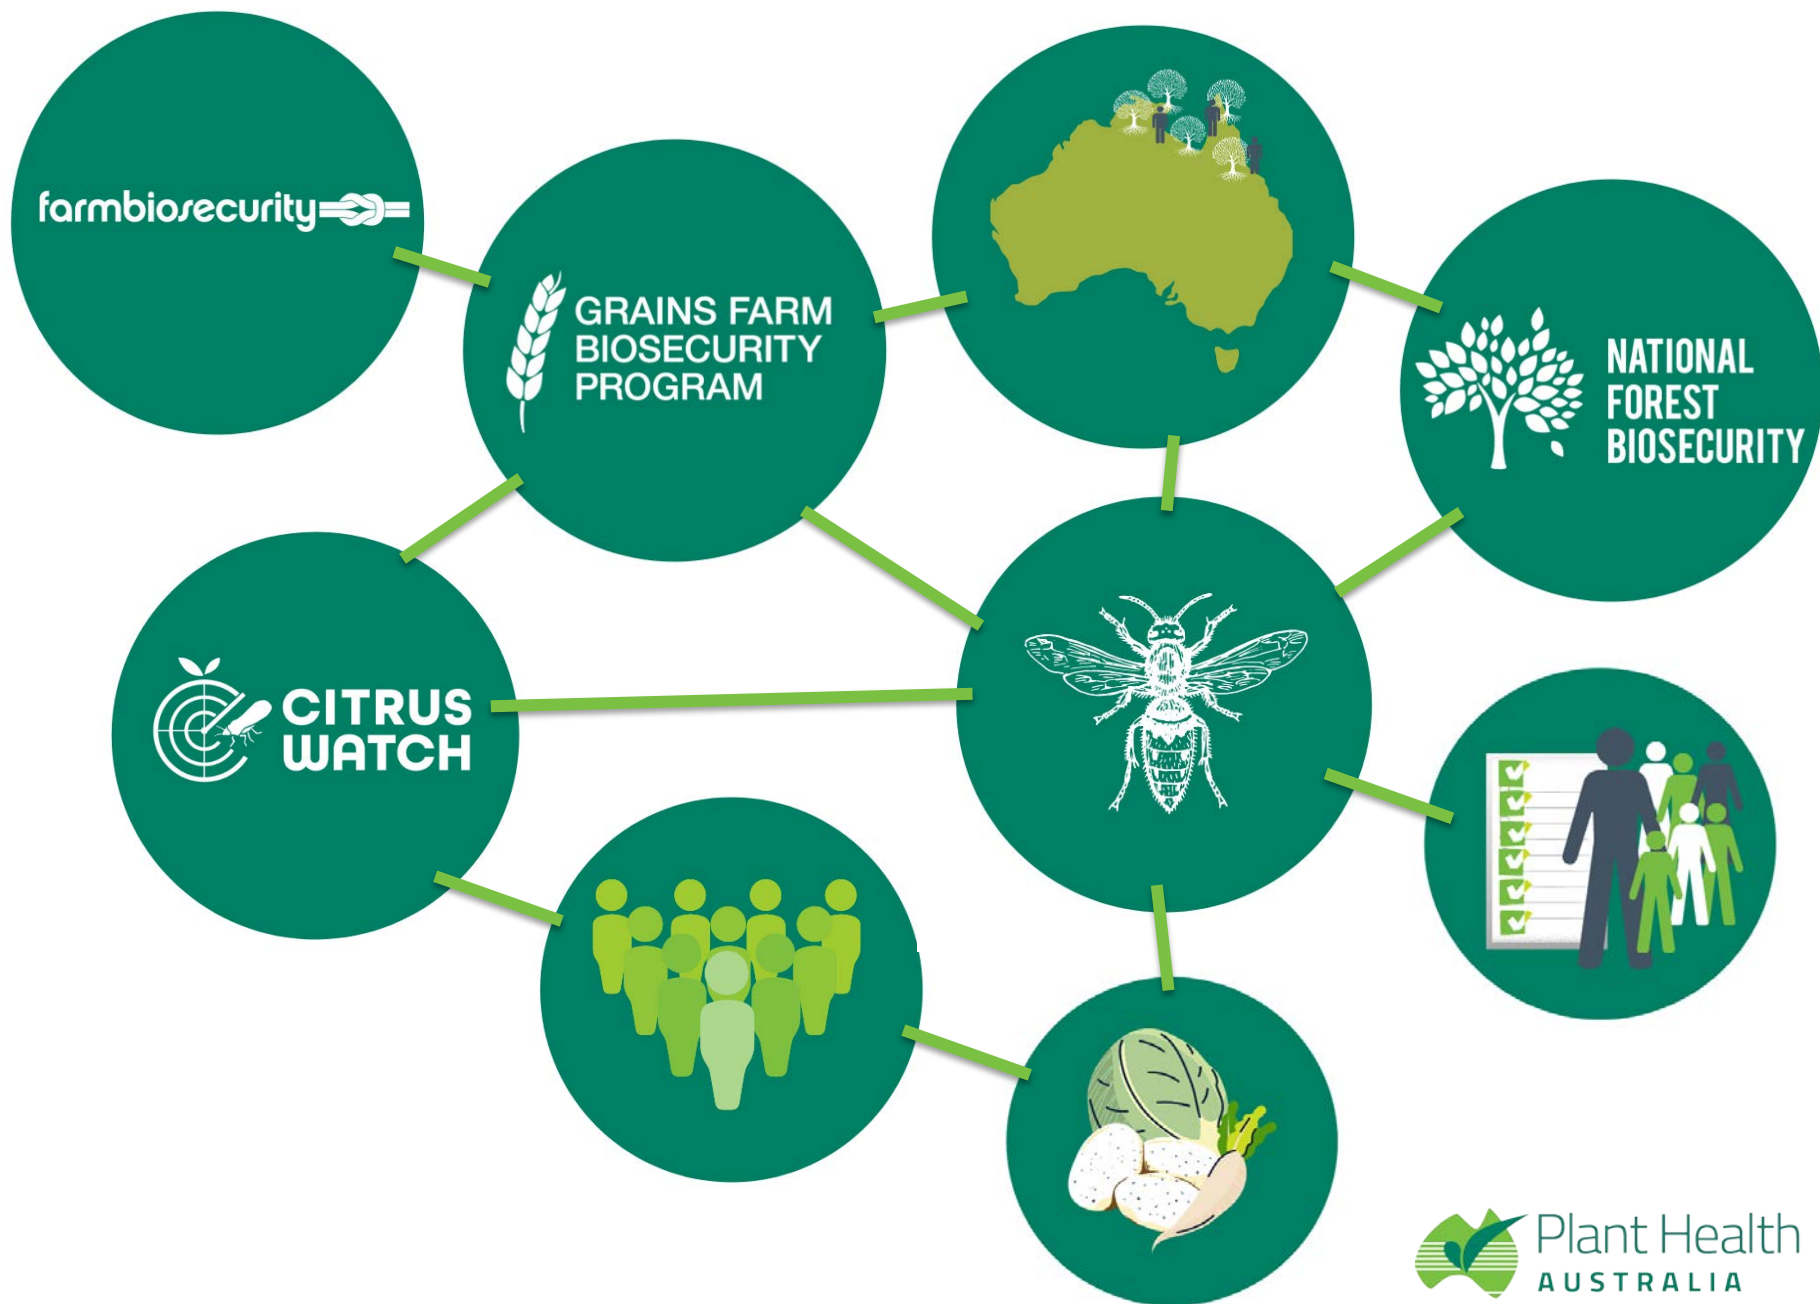 farmbiosecurity
GRAINS FARM
BIOSECURITY
PROGRAM
NATIONAL
FOREST
BIOSECURITY
CITRUS
WATCH
Plant Health
AUSTRALIA